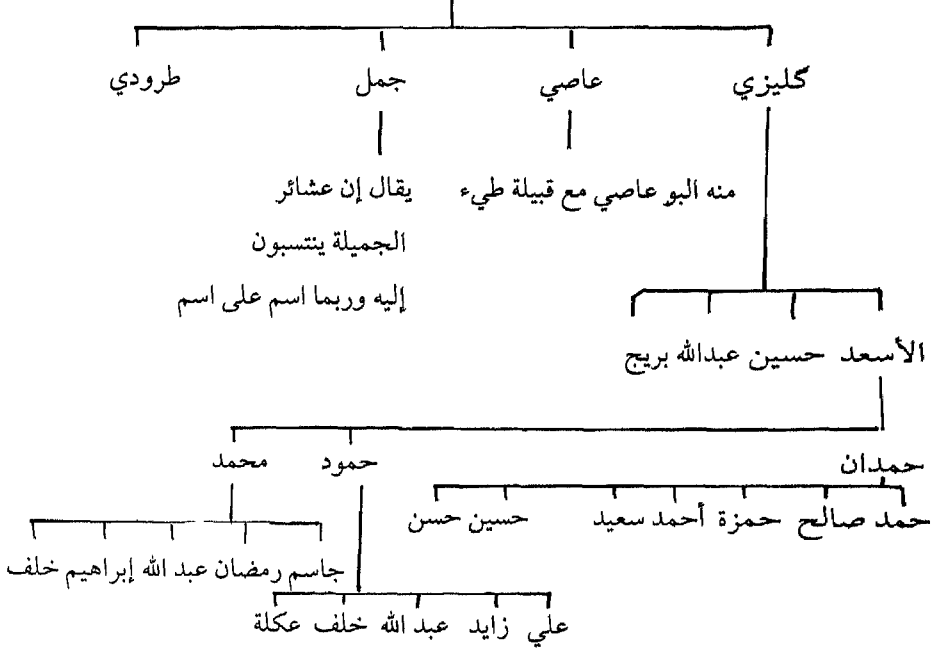 گليزي عاصي جمل طرودي
منه البو عاصي مع قبيلة طيء
يقال إن عشائر
الجميلة ينتسبون
إليه وربما اسم على اسم
الأسعد حسين عبدالله بريج
حمدان حمود محمد
حمد صالح حمزة أحمد سعيد حسين حسن
جاسم رمضان عبد الله إبراهيم خلف
علي زايد عبد الله خلف عكلة